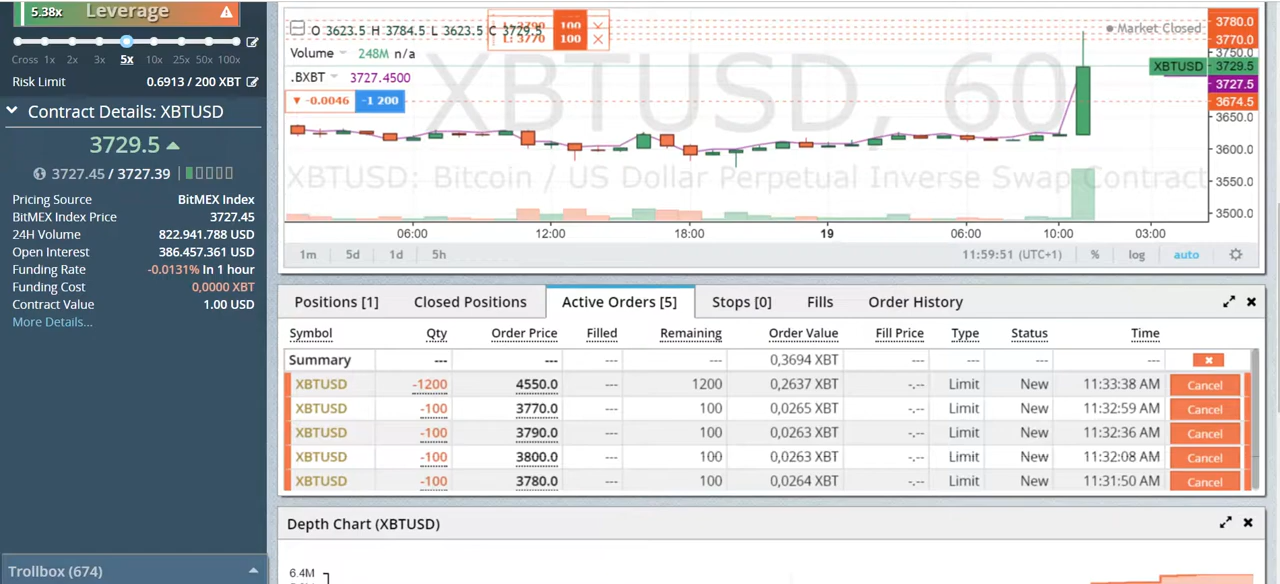 5.38x Leverage
Cross 1x 2x 3x 5x 10x 25x 50x 100x
Risk Limit 0.6913 / 200 XBT
Contract Details: XBTUSD
3729.5
3727.45 / 3727.39
Pricing Source BitMEX Index
BitMEX Index Price 3727.45
24H Volume 822.941.788 USD
Open Interest 386.457.361 USD
Funding Rate -0.0131% In 1 hour
Funding Cost 0,0000 XBT
Contract Value 1.00 USD
More Details...
Trollbox (674)
O 3623.5 H 3784.5 L 3623.5 C 3729.5
L: 3790 100
L: 3770 100
Market Closed
Volume 248M n/a
.BXBT 3727.4500
-0.0046 -1 200
XBTUSD, 60
XBTUSD: Bitcoin / US Dollar Perpetual Inverse Swap Contract
3780.0
3770.0
3750.0
XBTUSD 3729.5
3727.5
3674.5
3650.0
3600.0
3550.0
3500.0
06:00 12:00 18:00 19 06:00 10:00 03:00
1m 5d 1d 5h 11:59:51 (UTC+1) % log auto
Positions [1] Closed Positions Active Orders [5] Stops [0] Fills Order History
Symbol Qty Order Price Filled Remaining Order Value Fill Price Type Status Time
Summary --- --- --- --- 0,3694 XBT --- --- --- ---
XBTUSD -1200 4550.0 --- 1200 0,2637 XBT -.-- Limit New 11:33:38 AM Cancel
XBTUSD -100 3770.0 --- 100 0,0265 XBT -.-- Limit New 11:32:59 AM Cancel
XBTUSD -100 3790.0 --- 100 0,0263 XBT -.-- Limit New 11:32:36 AM Cancel
XBTUSD -100 3800.0 --- 100 0,0263 XBT -.-- Limit New 11:32:08 AM Cancel
XBTUSD -100 3780.0 --- 100 0,0264 XBT -.-- Limit New 11:31:50 AM Cancel
Depth Chart (XBTUSD)
6.4M